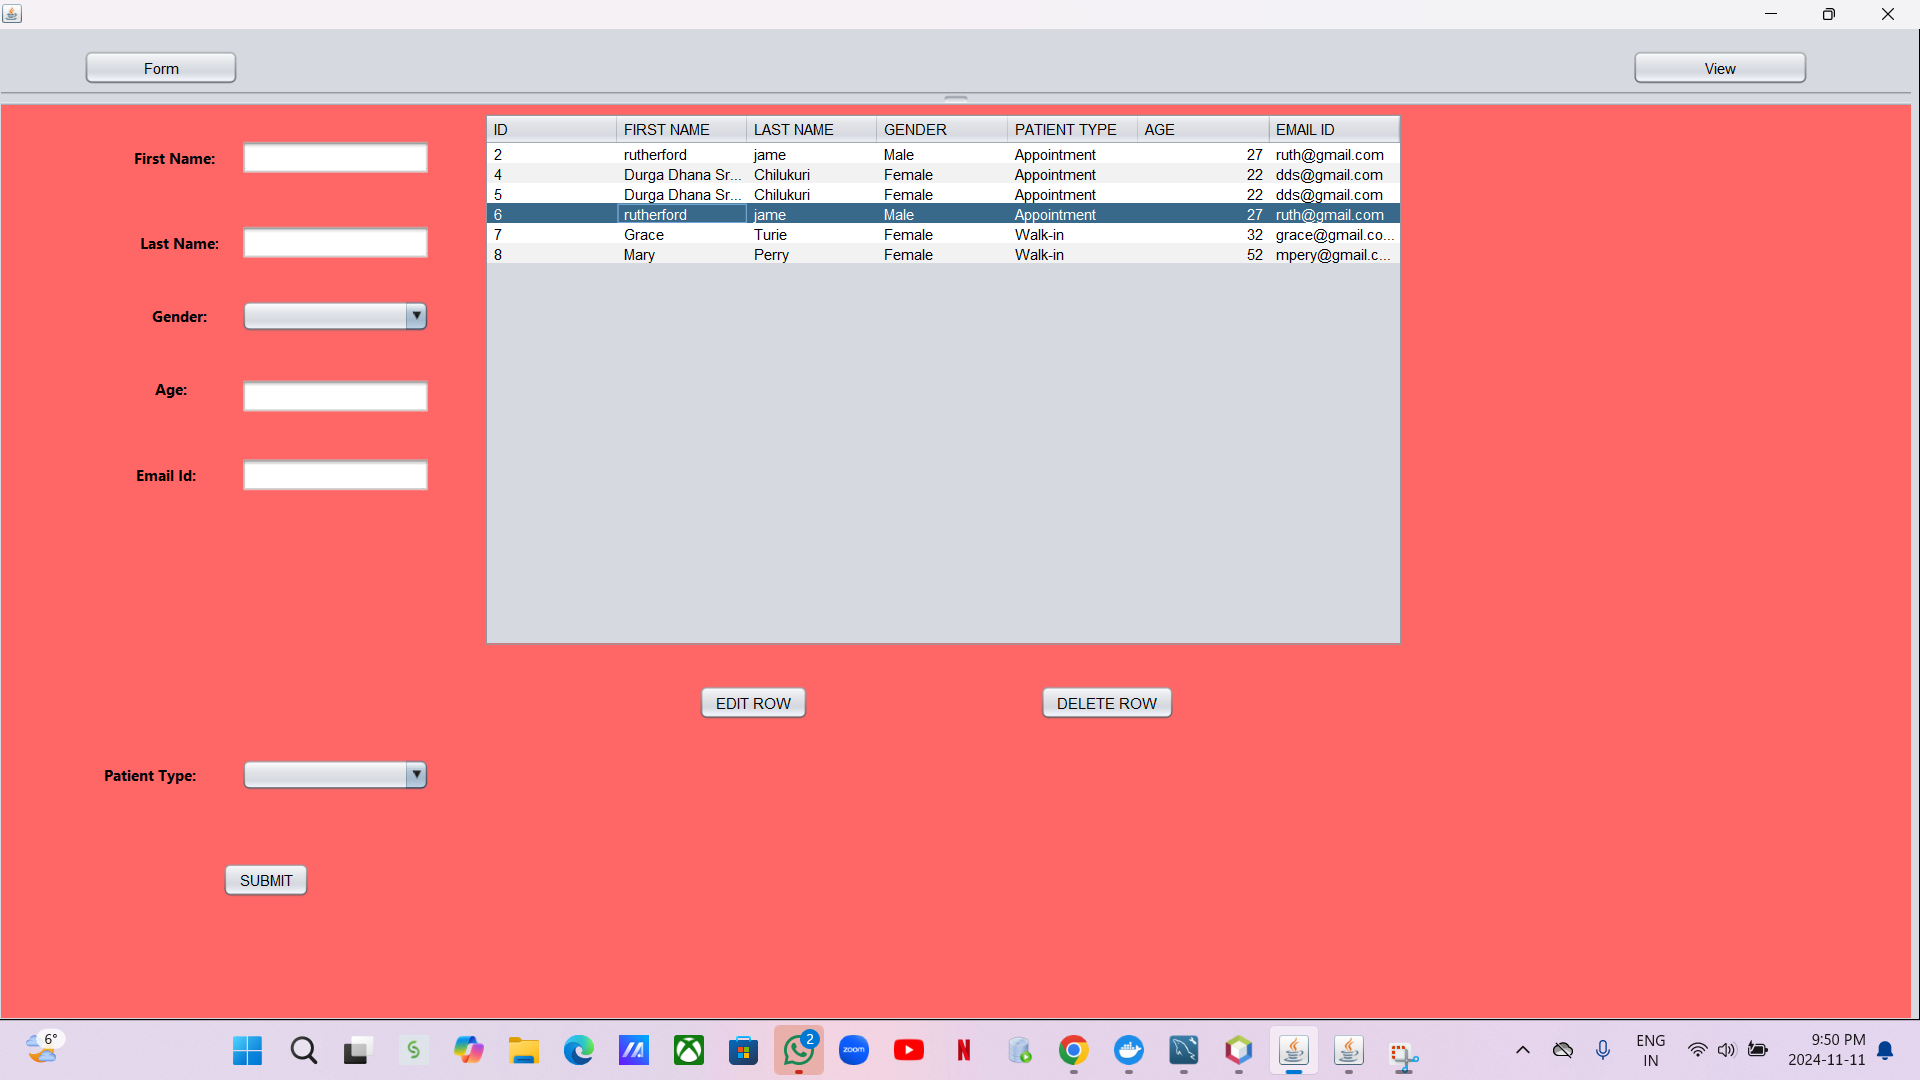 Form
View
First Name:
Last Name:
Gender:
Age:
Email Id:
Patient Type:
SUBMIT
ID FIRST NAME LAST NAME GENDER PATIENT TYPE AGE EMAIL ID
2 rutherford jame Male Appointment 27 ruth@gmail.com
4 Durga Dhana Sr... Chilukuri Female Appointment 22 dds@gmail.com
5 Durga Dhana Sr... Chilukuri Female Appointment 22 dds@gmail.com
6 rutherford jame Male Appointment 27 ruth@gmail.com
7 Grace Turie Female Walk-in 32 grace@gmail.co...
8 Mary Perry Female Walk-in 52 mpery@gmail.c...
EDIT ROW DELETE ROW
6°
2
zoom
N
ENG
IN
9:50 PM
2024-11-11